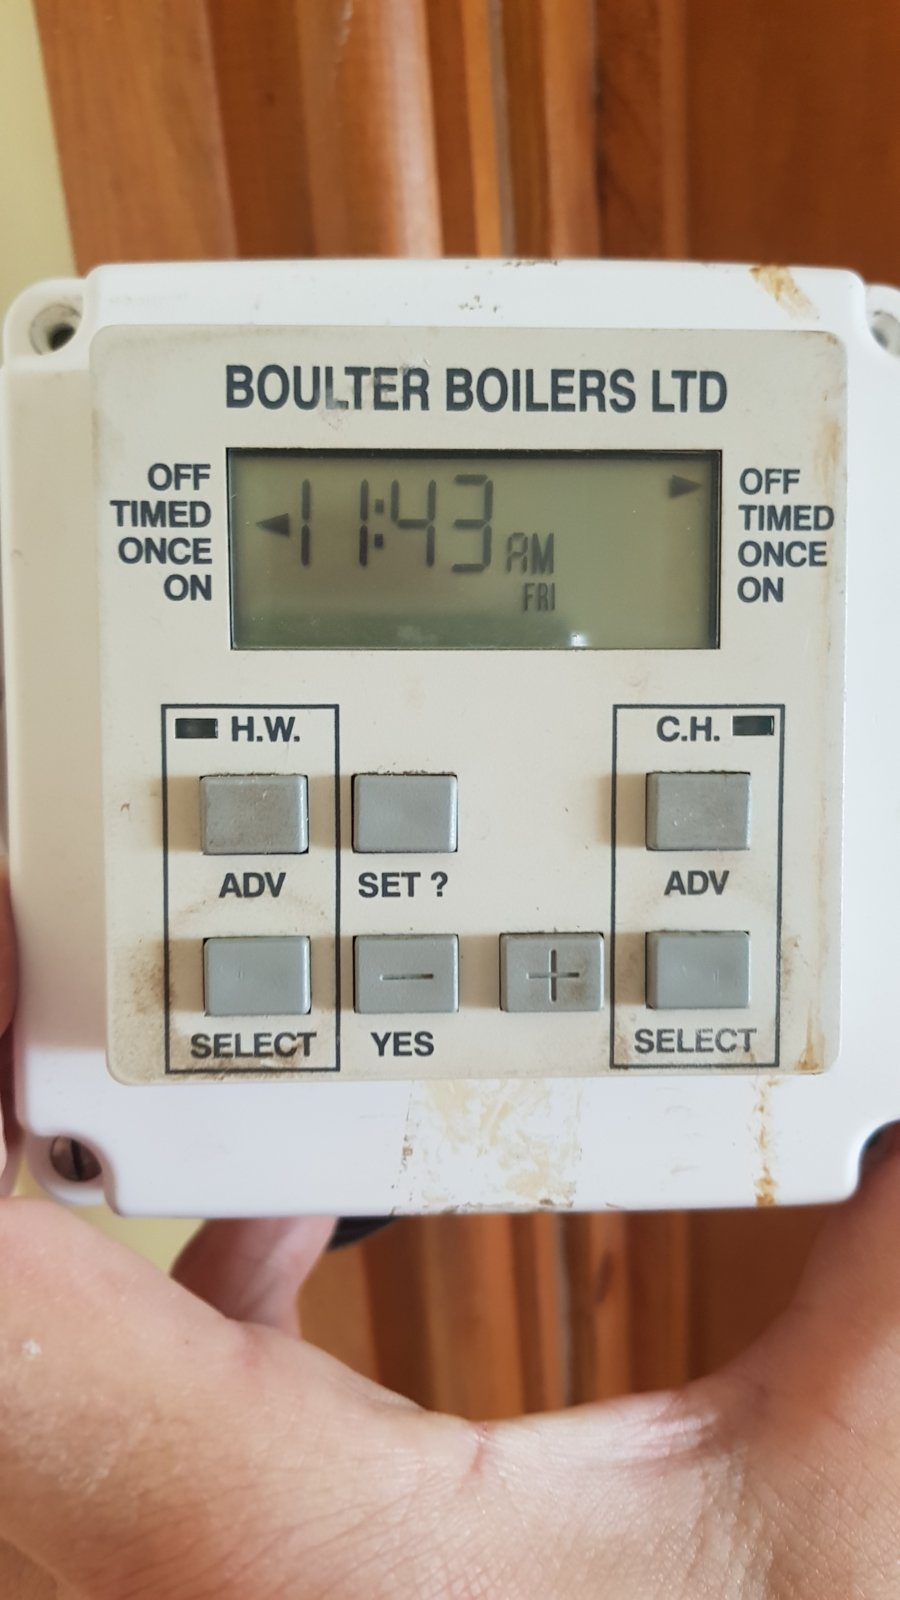 BOULTER BOILERS LTD
OFF
TIMED
ONCE
ON
11:43 AM
FRI
OFF
TIMED
ONCE
ON
H.W.
C.H.
ADV
SET ?
ADV
− +
SELECT
YES
SELECT